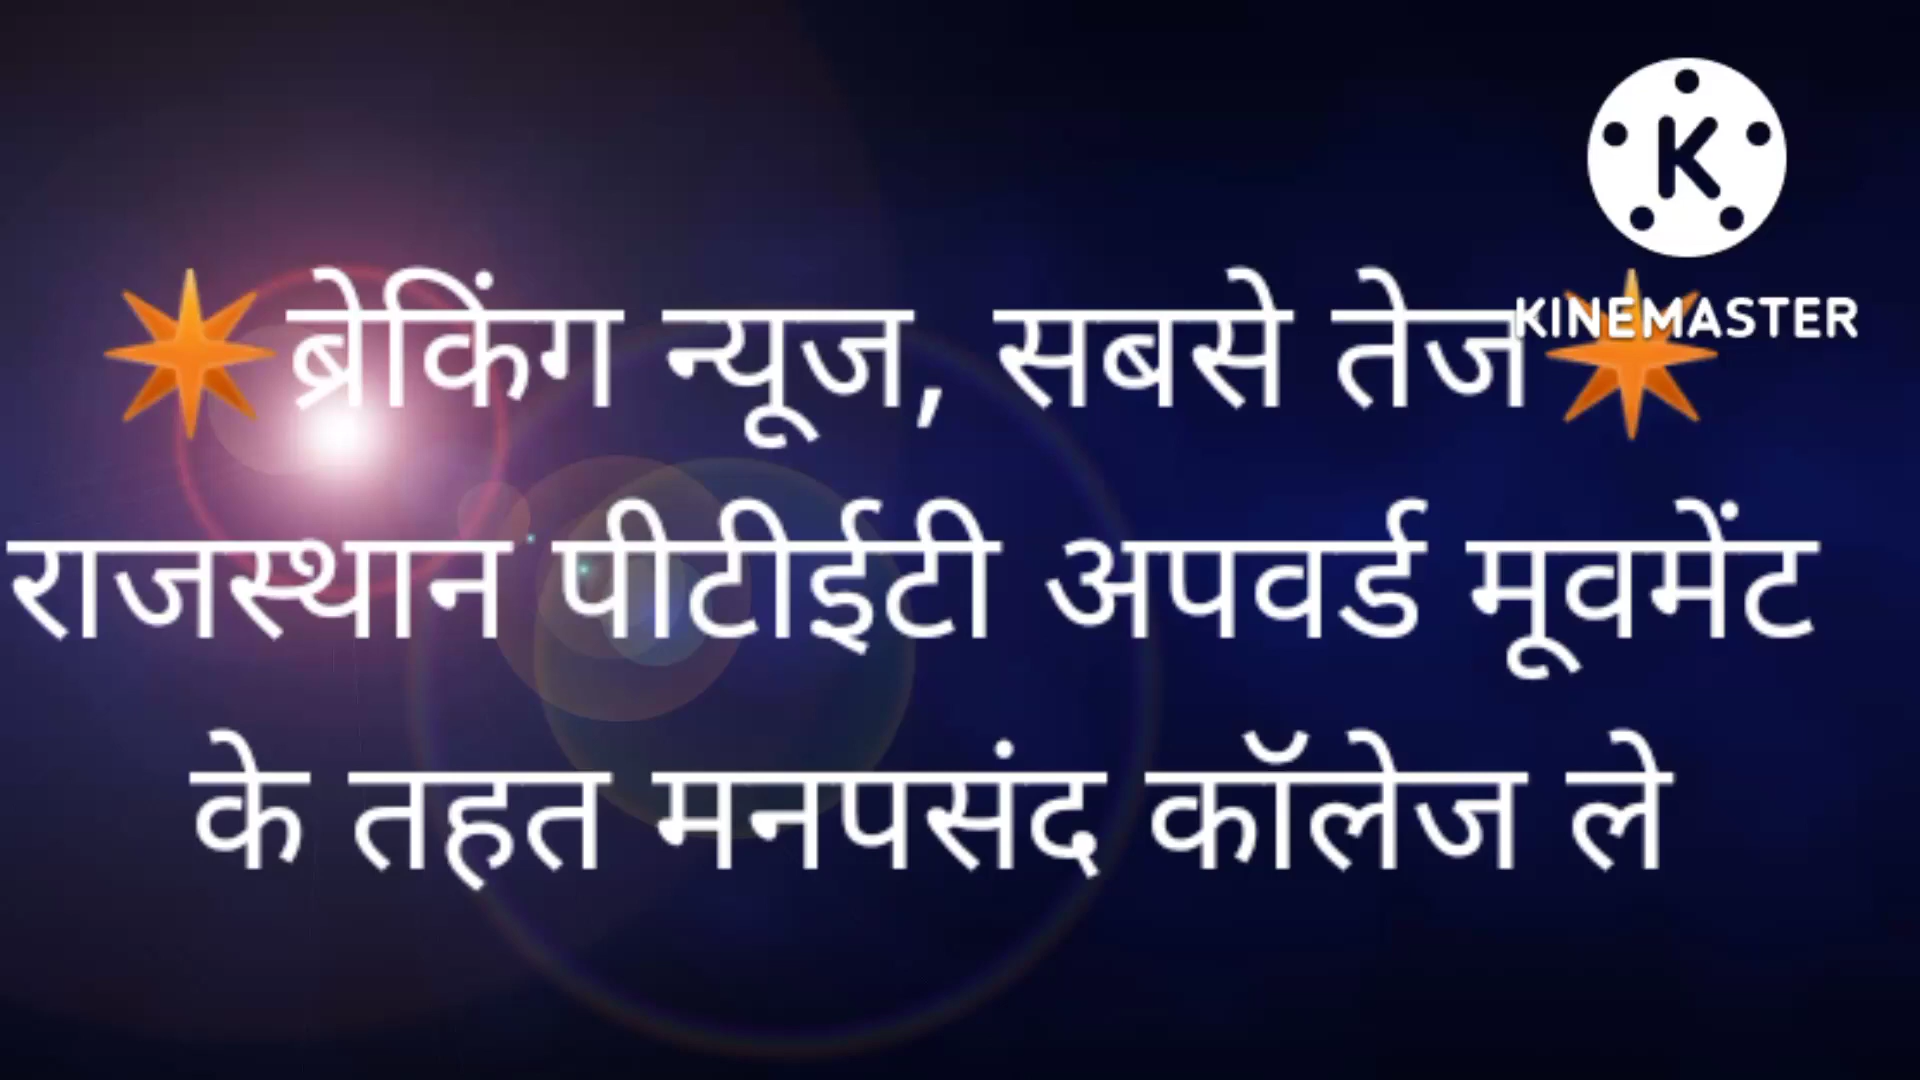 K
KINEMASTER
✴ब्रेकिंग न्यूज, सबसे तेज✴
राजस्थान पीटीईटी अपवर्ड मूवमेंट
के तहत मनपसंद कॉलेज ले